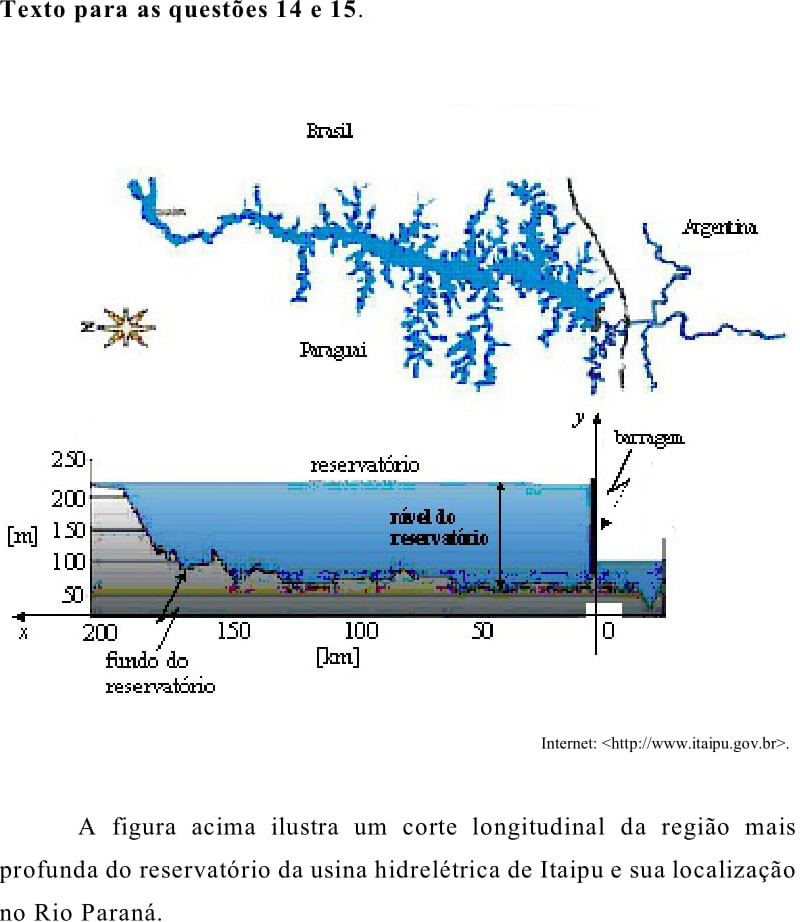 Texto para as questões 14 e 15.
Brasil
Argentina
N
Paraguai
y
barragem
reservatório
250
200
150
100
50
[m]
nível do
reservatório
x
200
150
100
50
0
[km]
fundo do
reservatório
Internet: <http://www.itaipu.gov.br>.
A figura acima ilustra um corte longitudinal da região mais
profunda do reservatório da usina hidrelétrica de Itaipu e sua localização
no Rio Paraná.